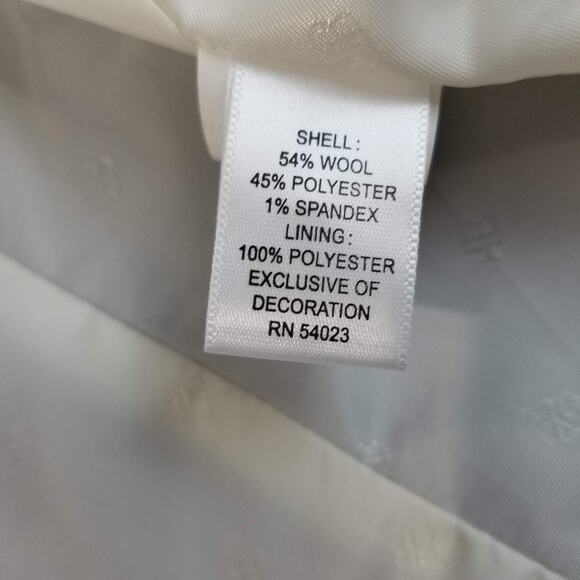 SHELL:
54% WOOL
45% POLYESTER
1% SPANDEX
LINING:
100% POLYESTER
EXCLUSIVE OF
DECORATION
RN 54023